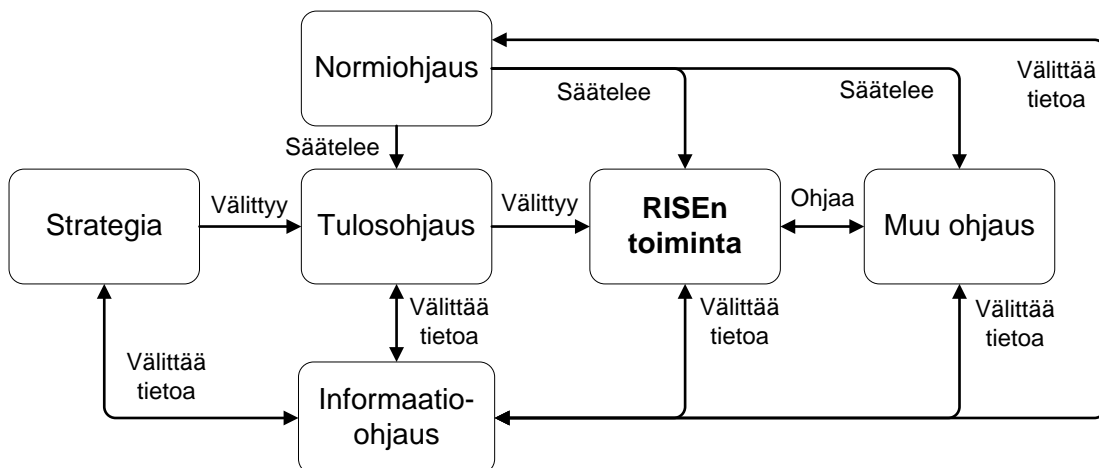 Normiohjaus
Välittää
tietoa
Säätelee
Säätelee
Säätelee
Strategia
Välittyy
Tulosohjaus
Välittyy
RISEn
toiminta
Ohjaa
Muu ohjaus
Välittää
tietoa
Välittää
tietoa
Välittää
tietoa
Välittää
tietoa
Informaatio-
ohjaus